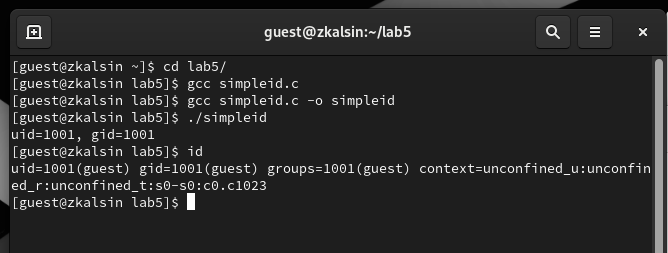 guest@zkalsin:~/lab5
[guest@zkalsin ~]$ cd lab5/
[guest@zkalsin lab5]$ gcc simpleid.c
[guest@zkalsin lab5]$ gcc simpleid.c -o simpleid
[guest@zkalsin lab5]$ ./simpleid
uid=1001, gid=1001
[guest@zkalsin lab5]$ id
uid=1001(guest) gid=1001(guest) groups=1001(guest) context=unconfined_u:unconfin
ed_r:unconfined_t:s0-s0:c0.c1023
[guest@zkalsin lab5]$